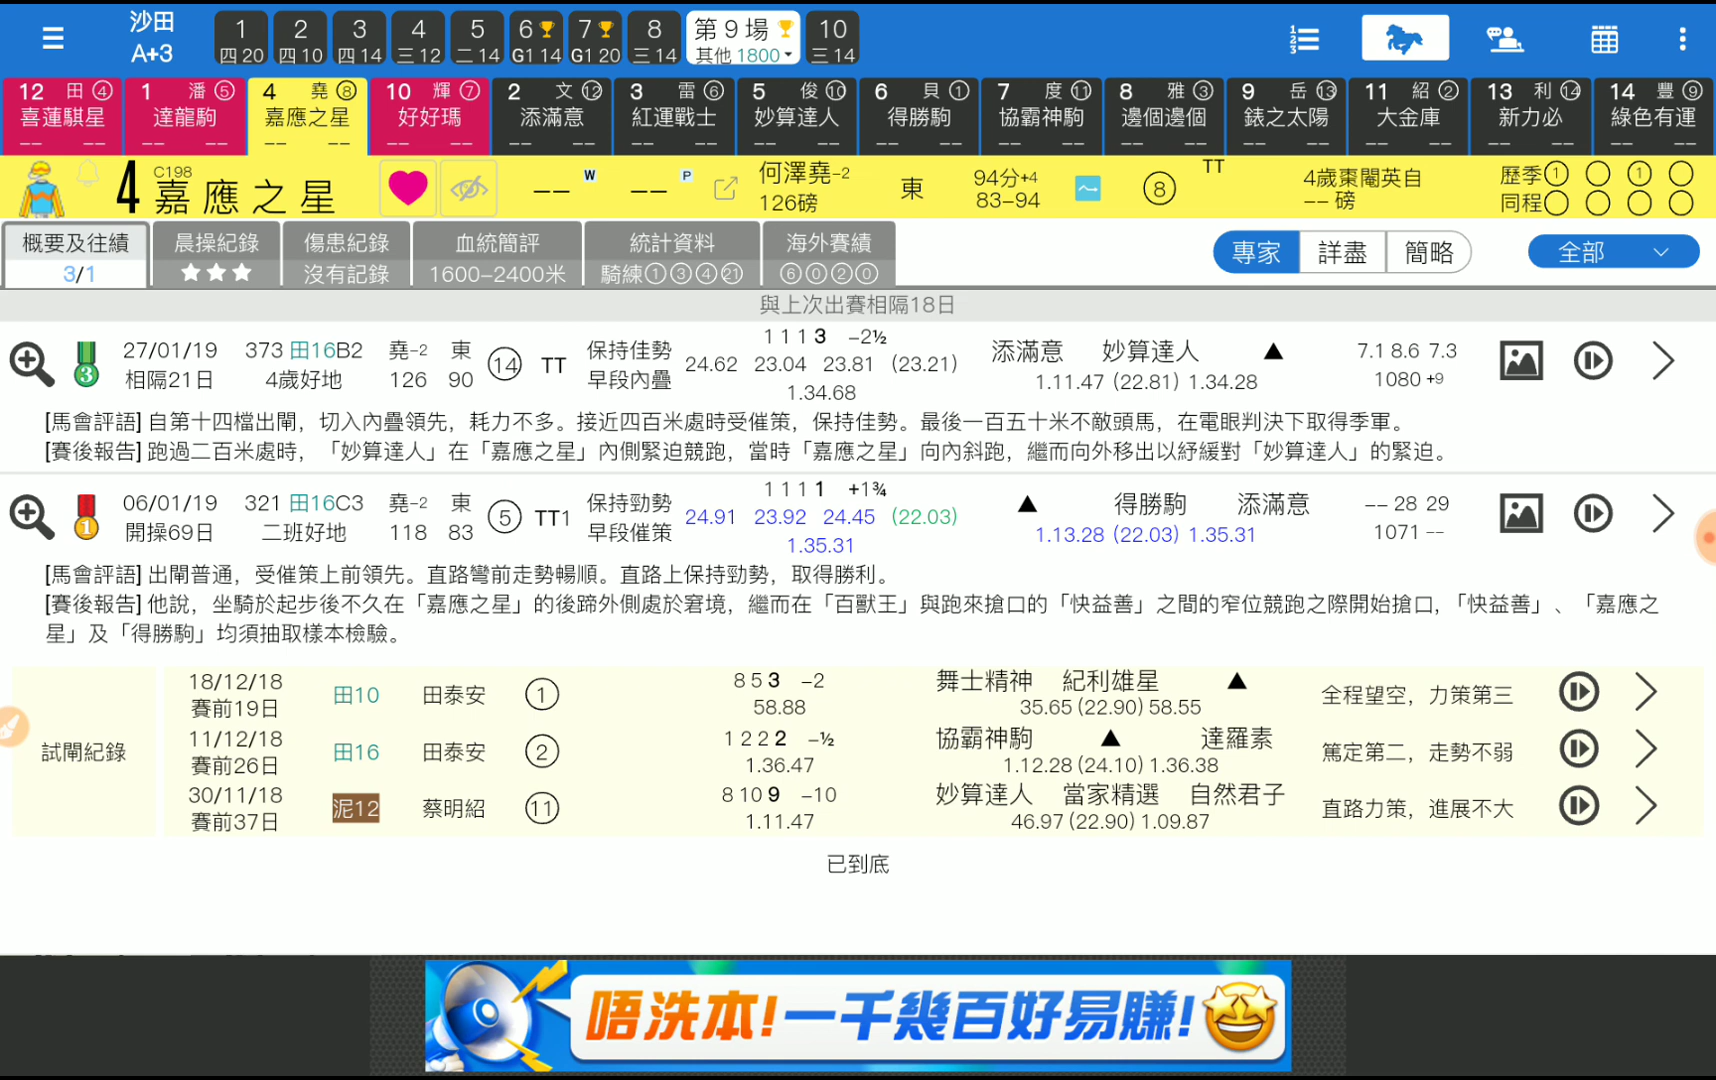 沙田
A+3
1 四 20
2 四 10
3 四 14
4 三 12
5 二 14
6 G1 14
7 G1 20
8 三 14
第 9 場 其他 1800
10 三 14
12 田 ④ 喜蓮騏星 -- --
1 潘 ⑤ 達龍駒 -- --
4 堯 ⑧ 嘉應之星 -- --
10 輝 ⑦ 好好瑪 -- --
2 文 ⑫ 添滿意 -- --
3 雷 ⑥ 紅運戰士 -- --
5 俊 ⑩ 妙算達人 -- --
6 貝 ① 得勝駒 -- --
7 度 ⑪ 協霸神駒 -- --
8 雅 ③ 邊個邊個 -- --
9 岳 ⑬ 錶之太陽 -- --
11 紹 ② 大金庫 -- --
13 利 ⑭ 新力必 -- --
14 豐 ⑨ 綠色有運 -- --
4 C198 嘉應之星
-- W -- P
何澤堯-2
126磅
東
94分+4
83-94
⑧
TT
4歲棗閹英自
-- 磅
歷季 ① ○ ① ○
同程 ○ ○ ○ ○
概要及往績 3/1
晨操紀錄 ★★★
傷患紀錄 沒有記錄
血統簡評 1600-2400米
統計資料 騎練①③④㉑
海外賽績 ⑥⓪②⓪
專家 詳盡 簡略
全部
與上次出賽相隔18日
3
27/01/19 373 田16B2 堯-2 東 ⑭ TT 保持佳勢 1 1 1 3 -2½ 添滿意 妙算達人 ▲ 7.1 8.6 7.3
相隔21日 4歲好地 126 90 早段內疊 24.62 23.04 23.81 (23.21) 1.11.47 (22.81) 1.34.28 1080 +9
1.34.68
[馬會評語] 自第十四檔出閘，切入內疊領先，耗力不多。接近四百米處時受催策，保持佳勢。最後一百五十米不敵頭馬，在電眼判決下取得季軍。
[賽後報告] 跑過二百米處時，「妙算達人」在「嘉應之星」內側緊迫競跑，當時「嘉應之星」向內斜跑，繼而向外移出以紓緩對「妙算達人」的緊迫。
1
06/01/19 321 田16C3 堯-2 東 ⑤ TT1 保持勁勢 1 1 1 1 +1¾ ▲ 得勝駒 添滿意 -- 28 29
開操69日 二班好地 118 83 早段催策 24.91 23.92 24.45 (22.03) 1.13.28 (22.03) 1.35.31 1071 --
1.35.31
[馬會評語] 出閘普通，受催策上前領先。直路彎前走勢暢順。直路上保持勁勢，取得勝利。
[賽後報告] 他說，坐騎於起步後不久在「嘉應之星」的後蹄外側處於窘境，繼而在「百獸王」與跑來搶口的「快益善」之間的窄位競跑之際開始搶口，「快益善」、「嘉應之
星」及「得勝駒」均須抽取樣本檢驗。
試閘紀錄
18/12/18 田10 田泰安 ① 8 5 3 -2 舞士精神 紀利雄星 ▲ 全程望空，力策第三
賽前19日 58.88 35.65 (22.90) 58.55
11/12/18 田16 田泰安 ② 1 2 2 2 -½ 協霸神駒 ▲ 達羅素 篤定第二，走勢不弱
賽前26日 1.36.47 1.12.28 (24.10) 1.36.38
30/11/18 泥12 蔡明紹 ⑪ 8 10 9 -10 妙算達人 當家精選 自然君子 直路力策，進展不大
賽前37日 1.11.47 46.97 (22.90) 1.09.87
已到底
唔洗本!一千幾百好易賺!